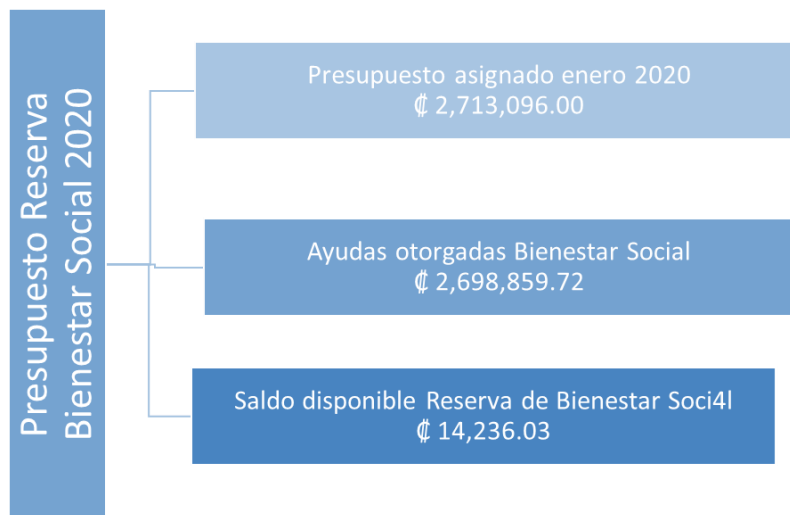 Presupuesto Reserva
Bienestar Social 2020
Presupuesto asignado enero 2020
₡ 2,713,096.00
Ayudas otorgadas Bienestar Social
₡ 2,698,859.72
Saldo disponible Reserva de Bienestar Soci4l
₡ 14,236.03